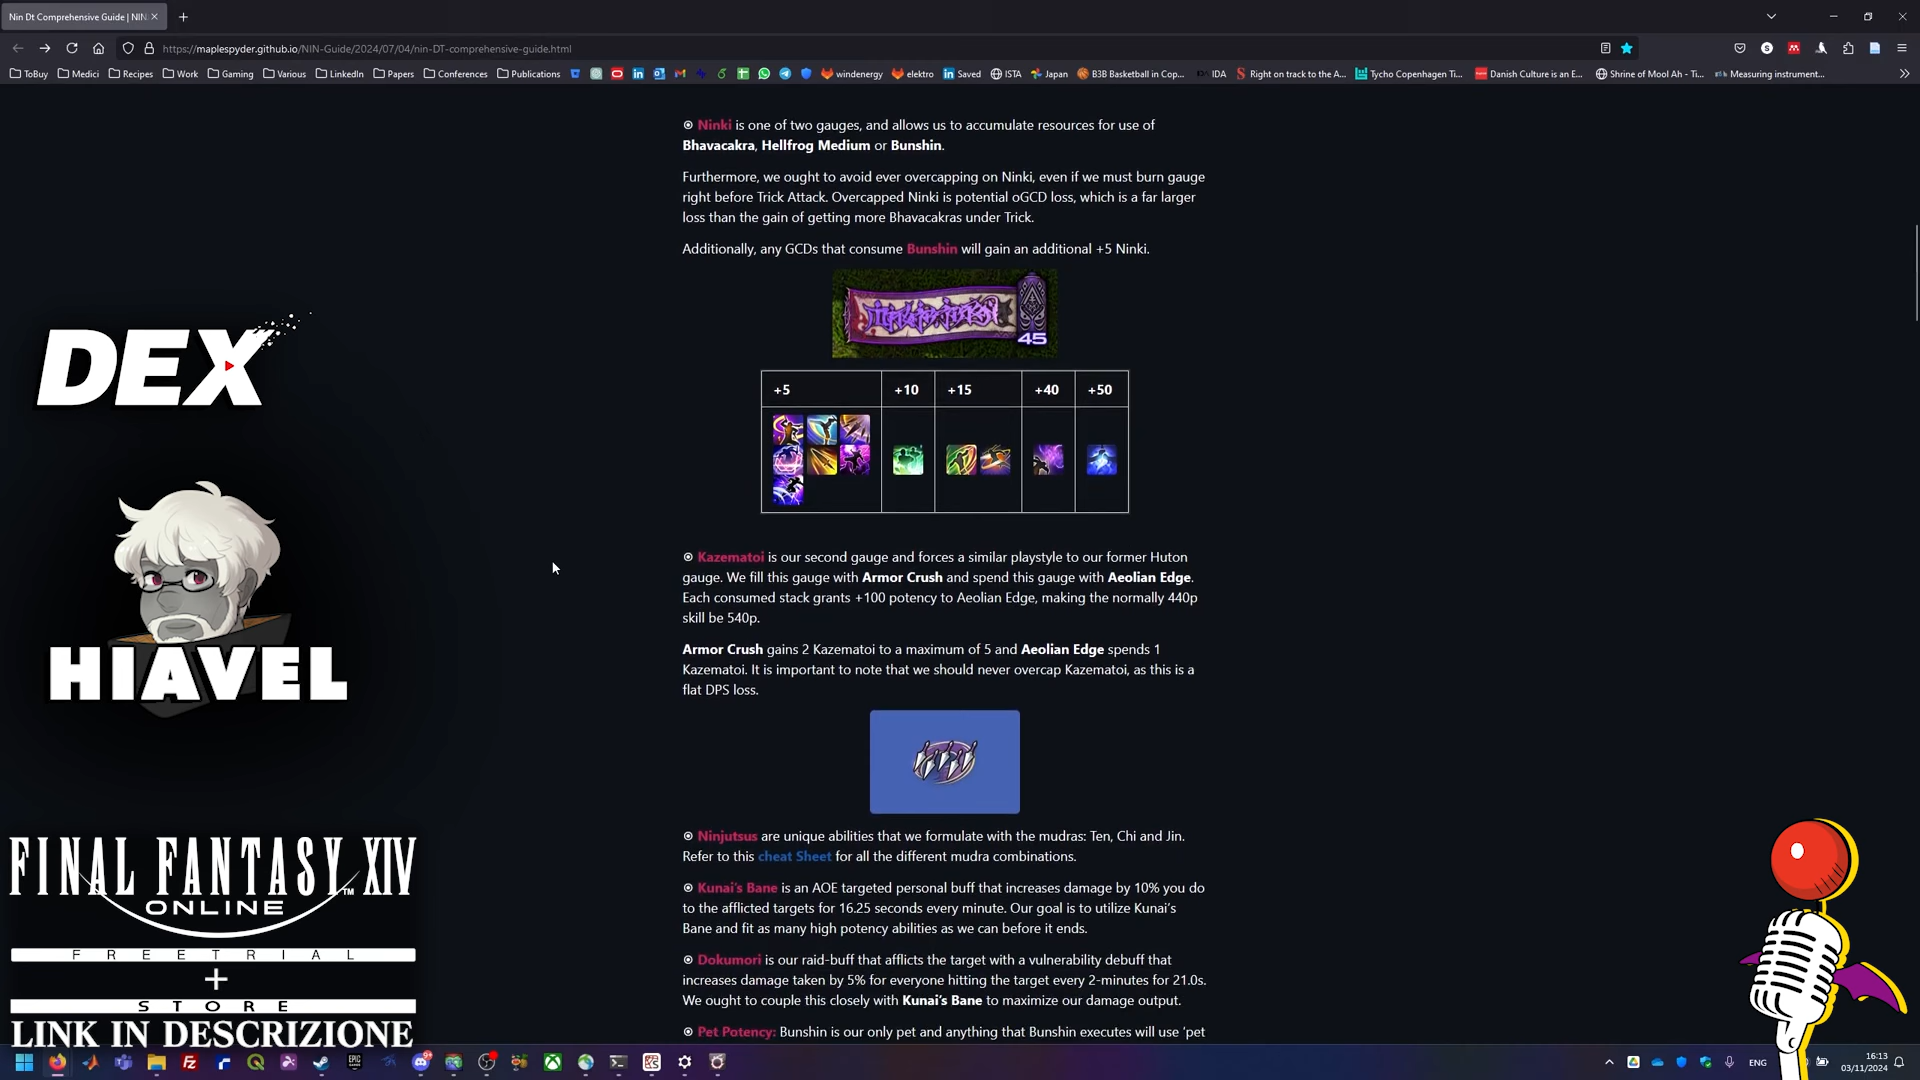 Nin Dt Comprehensive Guide | NIN
https://maplespyder.github.io/NIN-Guide/2024/07/04/nin-DT-comprehensive-guide.html
ToBuy Medici Recipes Work Gaming Various LinkedIn Papers Conferences Publications windenergy elektro Saved ISTA Japan B3B Basketball in Cop... IDA Right on track to the A... Tycho Copenhagen Ti... Danish Culture is an E... Shrine of Mool Ah - Ti... Measuring instrument...
Ninki is one of two gauges, and allows us to accumulate resources for use of
Bhavacakra, Hellfrog Medium or Bunshin.
Furthermore, we ought to avoid ever overcapping on Ninki, even if we must burn gauge
right before Trick Attack. Overcapped Ninki is potential oGCD loss, which is a far larger
loss than the gain of getting more Bhavacakras under Trick.
Additionally, any GCDs that consume Bunshin will gain an additional +5 Ninki.
45
+5 +10 +15 +40 +50
Kazematoi is our second gauge and forces a similar playstyle to our former Huton
gauge. We fill this gauge with Armor Crush and spend this gauge with Aeolian Edge.
Each consumed stack grants +100 potency to Aeolian Edge, making the normally 440p
skill be 540p.
Armor Crush gains 2 Kazematoi to a maximum of 5 and Aeolian Edge spends 1
Kazematoi. It is important to note that we should never overcap Kazematoi, as this is a
flat DPS loss.
Ninjutsus are unique abilities that we formulate with the mudras: Ten, Chi and Jin.
Refer to this cheat Sheet for all the different mudra combinations.
Kunai's Bane is an AOE targeted personal buff that increases damage by 10% you do
to the afflicted targets for 16.25 seconds every minute. Our goal is to utilize Kunai's
Bane and fit as many high potency abilities as we can before it ends.
Dokumori is our raid-buff that afflicts the target with a vulnerability debuff that
increases damage taken by 5% for everyone hitting the target every 2-minutes for 21.0s.
We ought to couple this closely with Kunai's Bane to maximize our damage output.
Pet Potency: Bunshin is our only pet and anything that Bunshin executes will use 'pet
DEX
HIAVEL
FINAL FANTASY XIV
ONLINE
FREE TRIAL
+
STORE
LINK IN DESCRIZIONE
ENG
16:13
03/11/2024